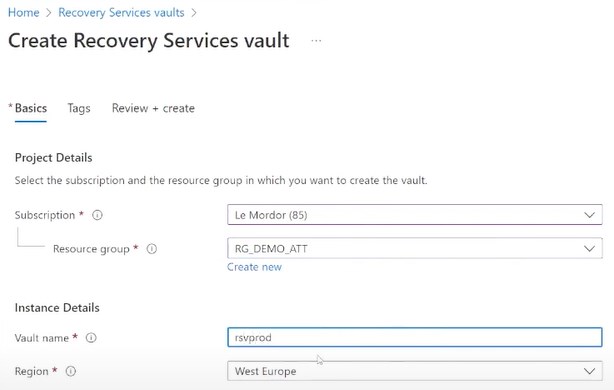 Home > Recovery Services vaults >
Create Recovery Services vault ...
* Basics Tags Review + create
Project Details
Select the subscription and the resource group in which you want to create the vault.
Subscription * Le Mordor (85)
Resource group * RG_DEMO_ATT
Create new
Instance Details
Vault name * rsvprod
Region * West Europe